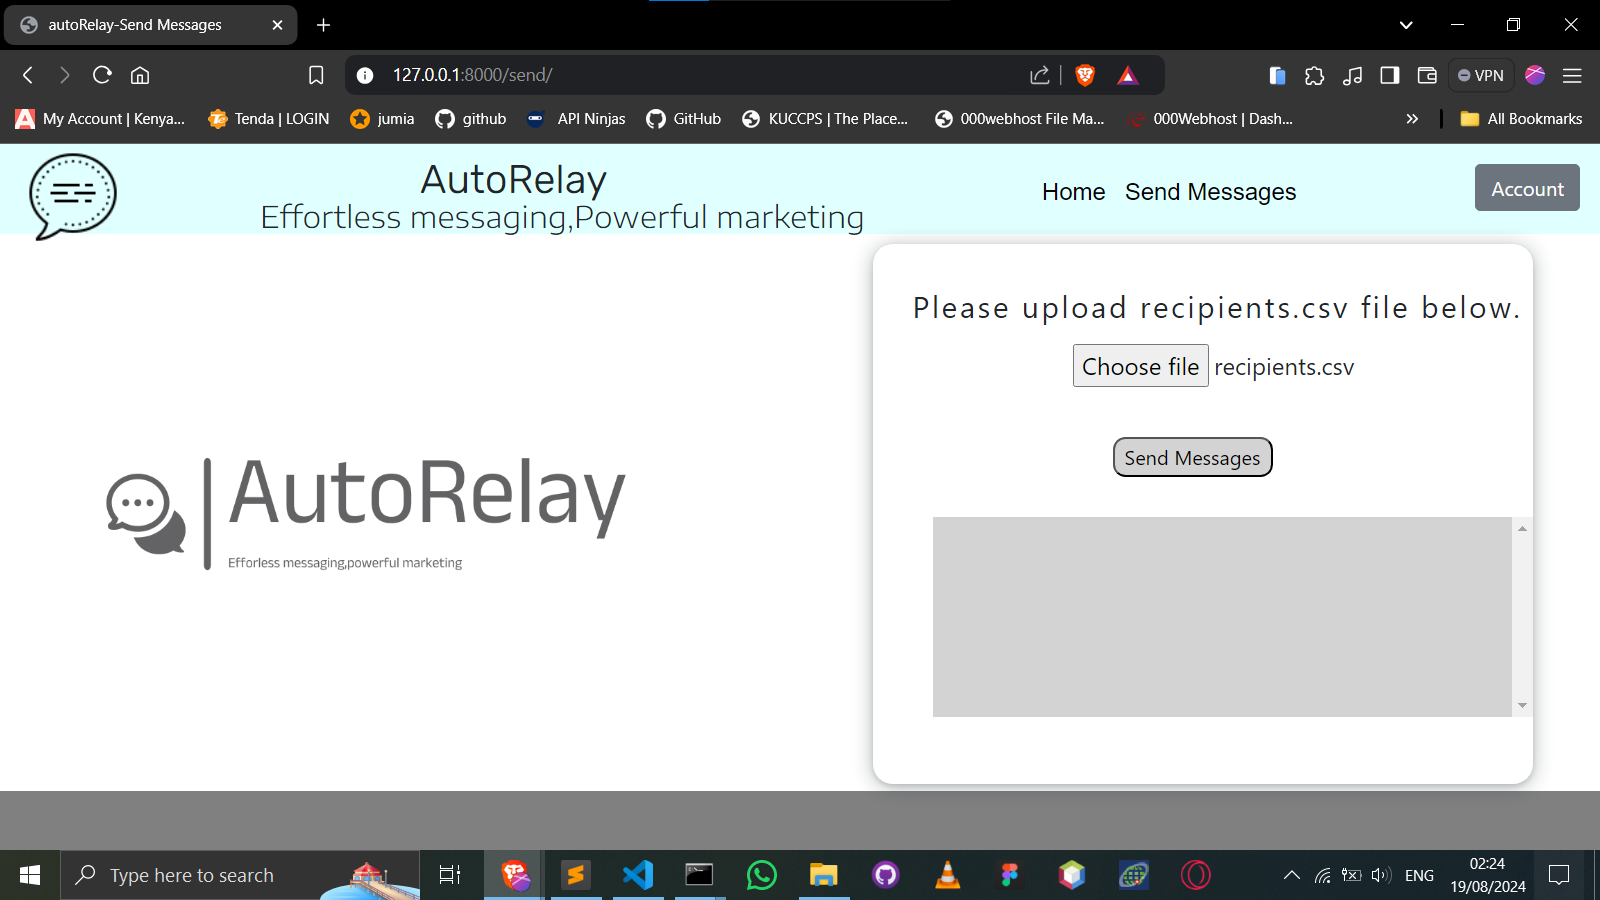 autoRelay-Send Messages
127.0.0.1:8000/send/
VPN
My Account | Kenya...
Tenda | LOGIN
jumia
github
API Ninjas
GitHub
KUCCPS | The Place...
000webhost File Ma...
000Webhost | Dash...
All Bookmarks
AutoRelay
Effortless messaging,Powerful marketing
Home
Send Messages
Account
Please upload recipients.csv file below.
Choose file recipients.csv
Send Messages
AutoRelay
Efforless messaging,powerful marketing
Type here to search
ENG
02:24
19/08/2024